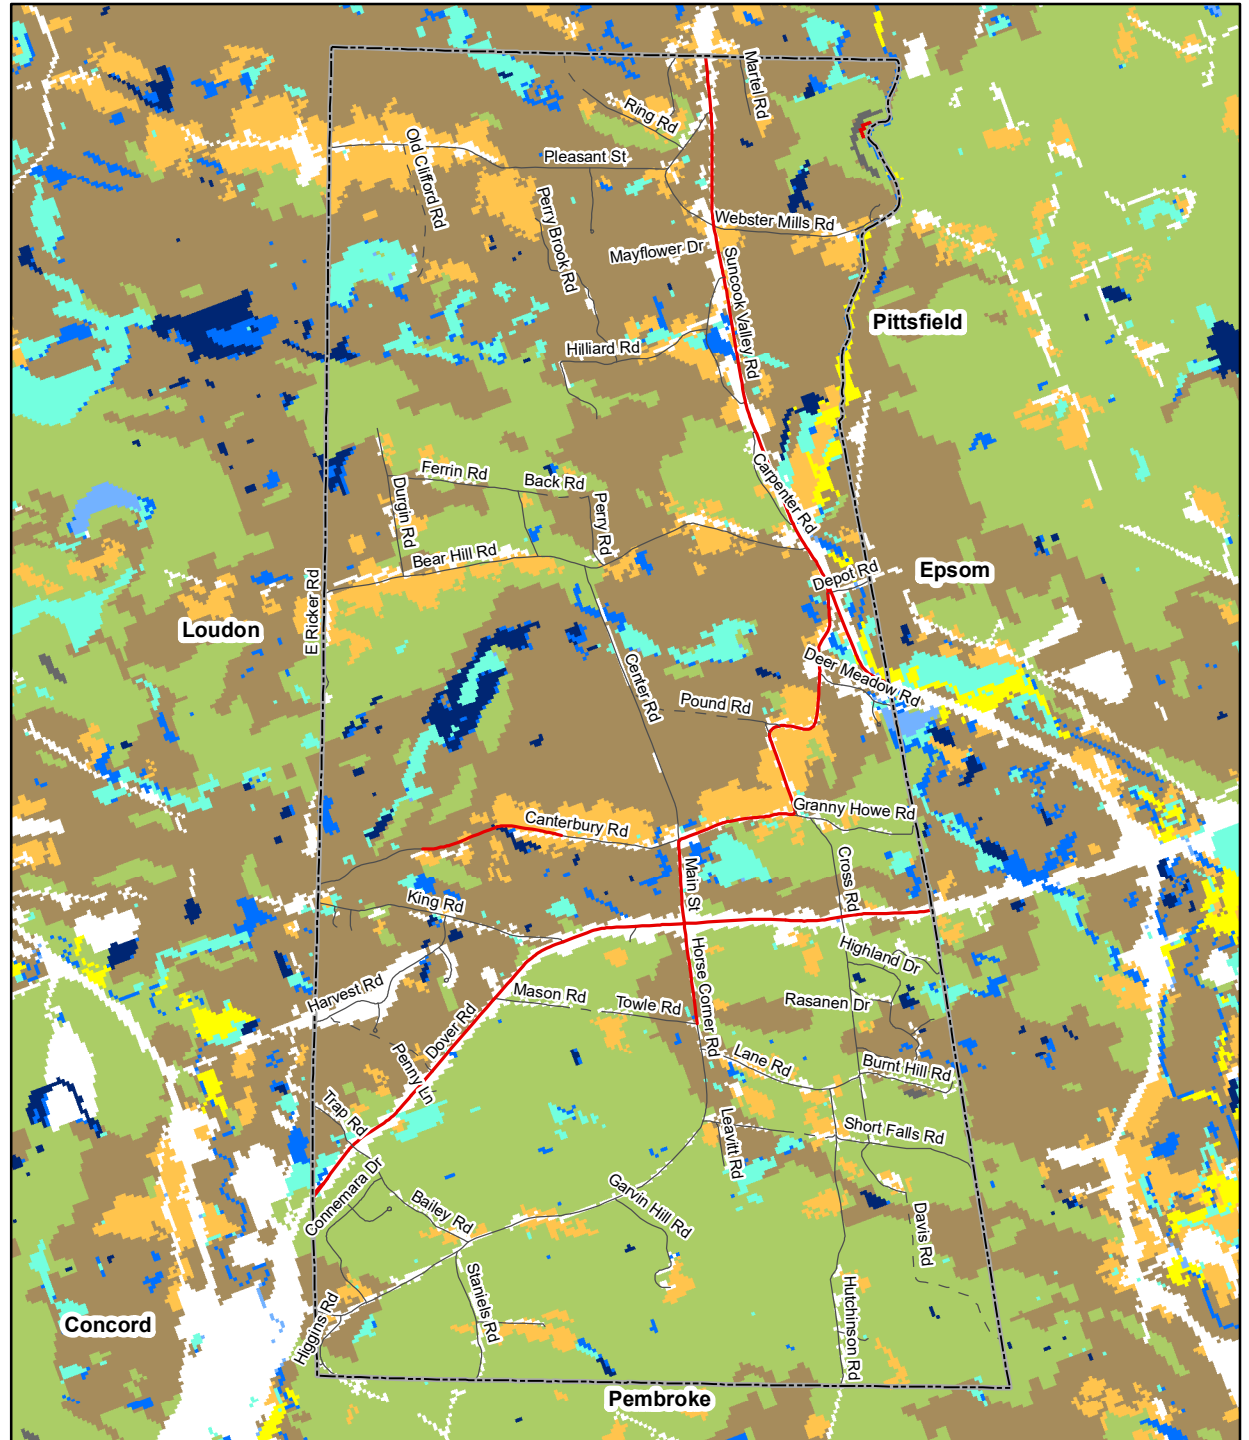 Martel Rd
Ring Rd
Old Clifford Rd
Pleasant St
Perry Brook Rd
Webster Mills Rd
Mayflower Dr
Suncook Valley Rd
Pittsfield
Hilliard Rd
Carpenter Rd
Ferrin Rd
Back Rd
Durgin Rd
Perry Rd
Bear Hill Rd
Depot Rd
Epsom
E Ricker Rd
Loudon
Center Rd
Deer Meadow Rd
Pound Rd
Granny Howe Rd
Canterbury Rd
Main St
Cross Rd
King Rd
Horse Corner Rd
Highland Dr
Harvest Rd
Mason Rd
Towle Rd
Rasanen Dr
Dover Rd
Penny Ln
Lane Rd
Burnt Hill Rd
Trap Rd
Leavitt Rd
Short Falls Rd
Connemara Dr
Bailey Rd
Garvin Hill Rd
Davis Rd
Staniels Rd
Hutchinson Rd
Higgins Rd
Concord
Pembroke